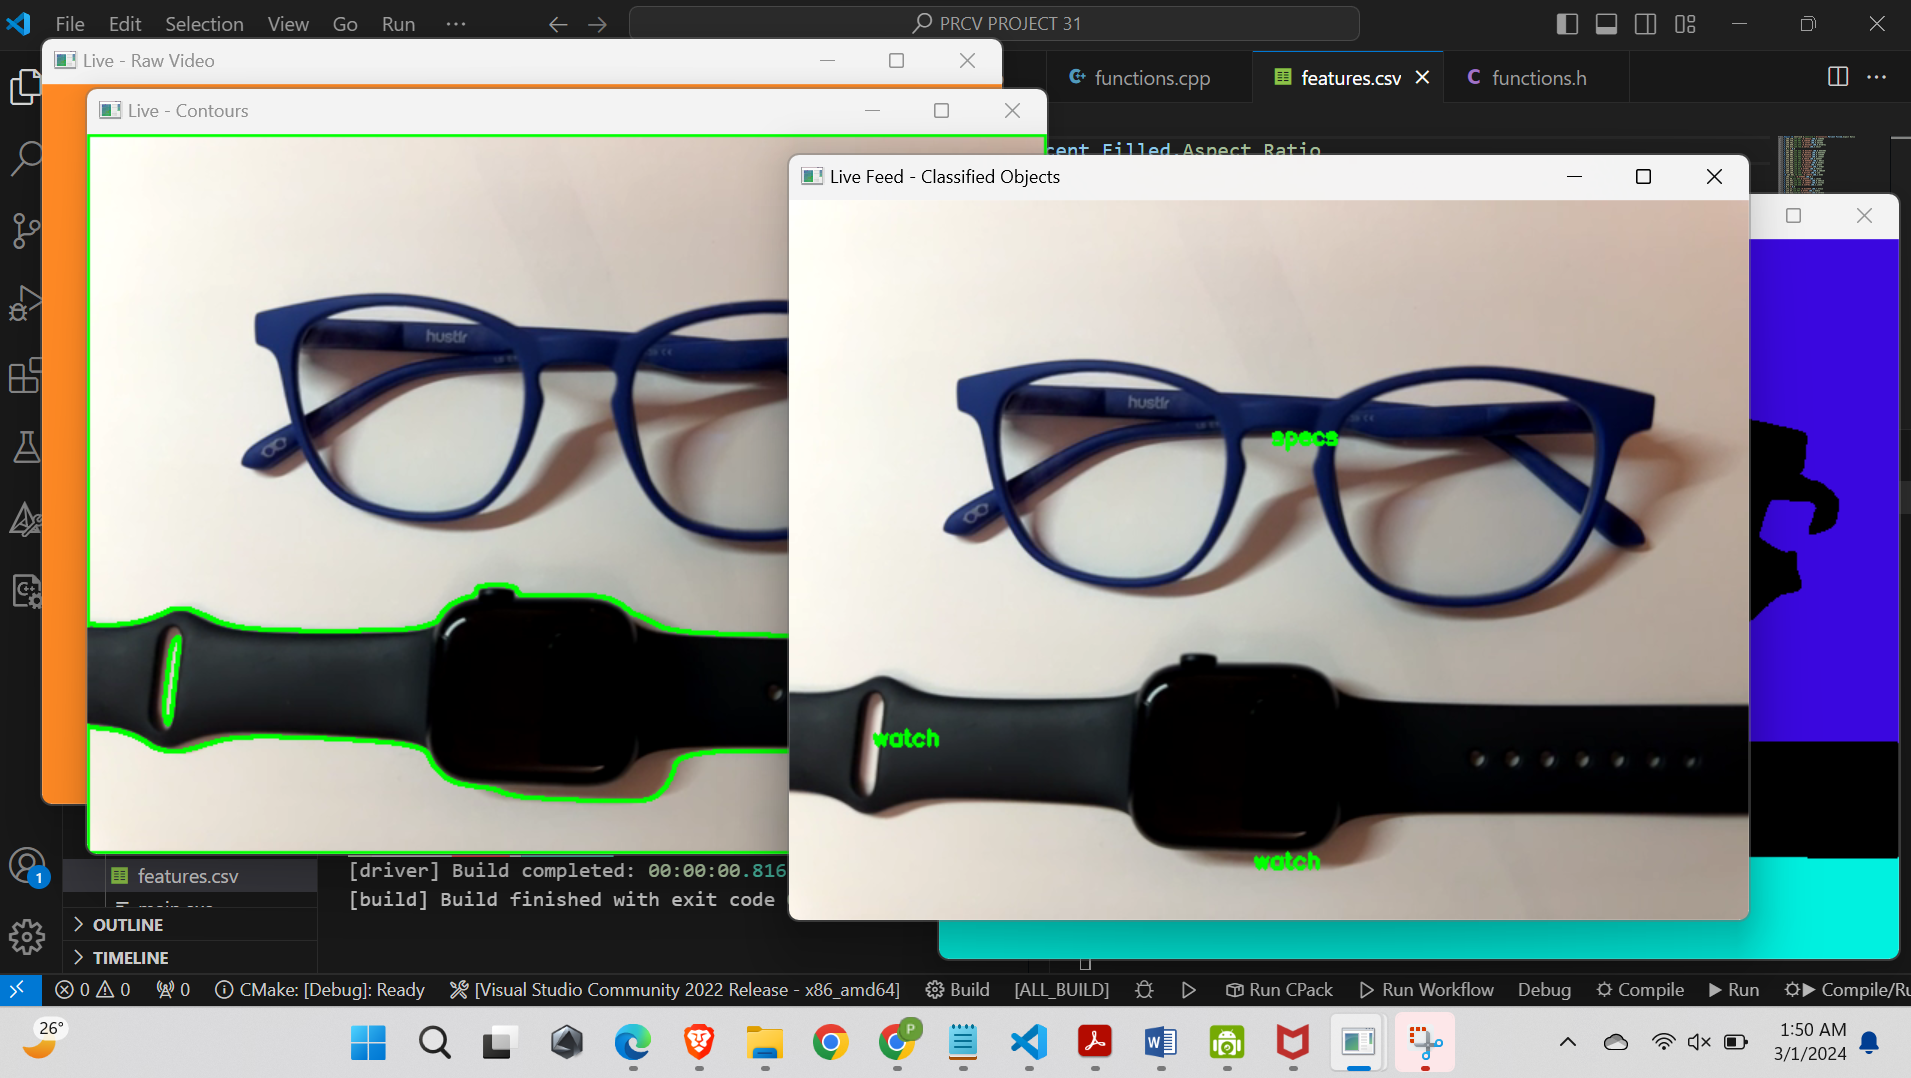 File Edit Selection View Go Run ···
PRCV PROJECT 31
Live - Raw Video
functions.cpp
features.csv
functions.h
Live - Contours
cent Filled,Aspect Ratio
Live Feed - Classified Objects
hustlr
hustlr
specs
watch
watch
features.csv
OUTLINE
TIMELINE
[driver] Build completed: 00:00:00.816
[build] Build finished with exit code
1
0 0 0 CMake: [Debug]: Ready [Visual Studio Community 2022 Release - x86_amd64] Build [ALL_BUILD] Run CPack Run Workflow Debug Compile Run Compile/Ru
26°
P
1:50 AM
3/1/2024